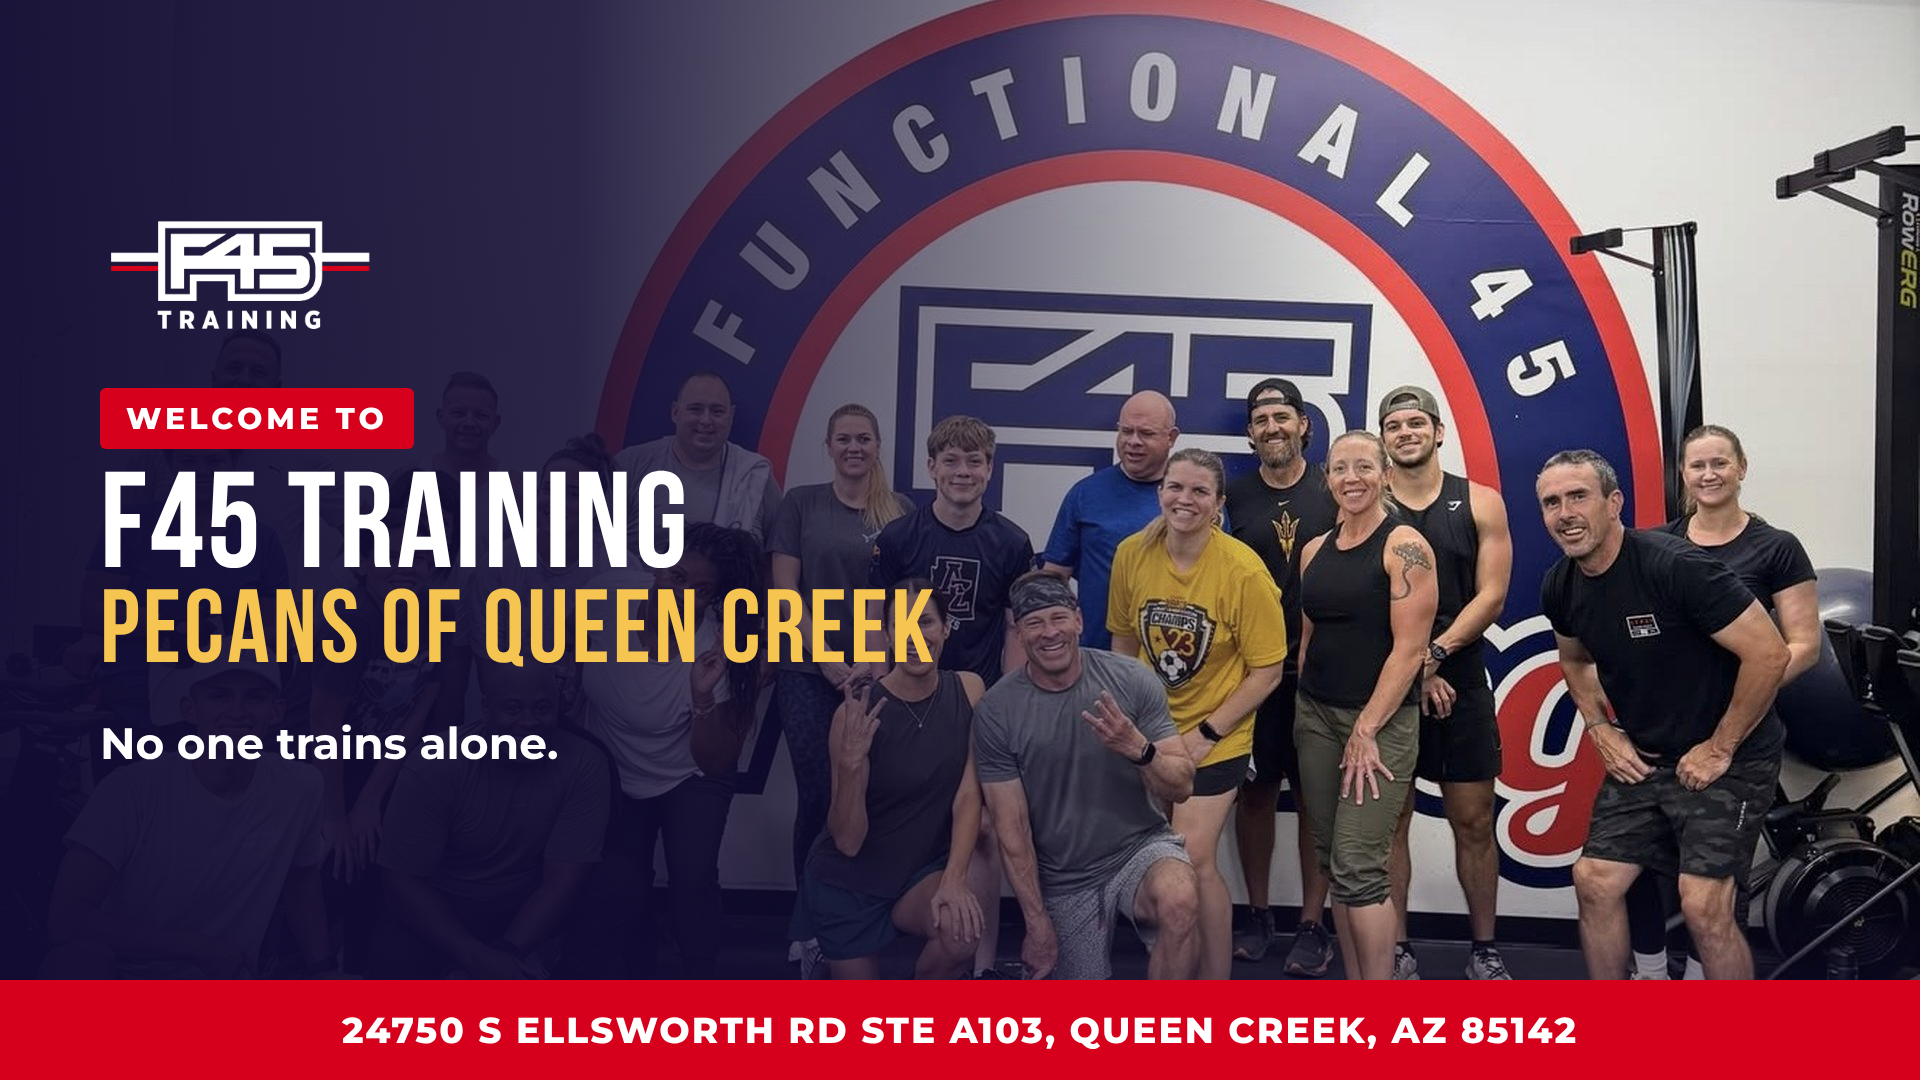 FUNCTIONAL 45
F45
RowERG
F45
TRAINING
WELCOME TO
F45 TRAINING
PECANS OF QUEEN CREEK
No one trains alone.
AZ
CHAMPS
23
24750 S ELLSWORTH RD STE A103, QUEEN CREEK, AZ 85142